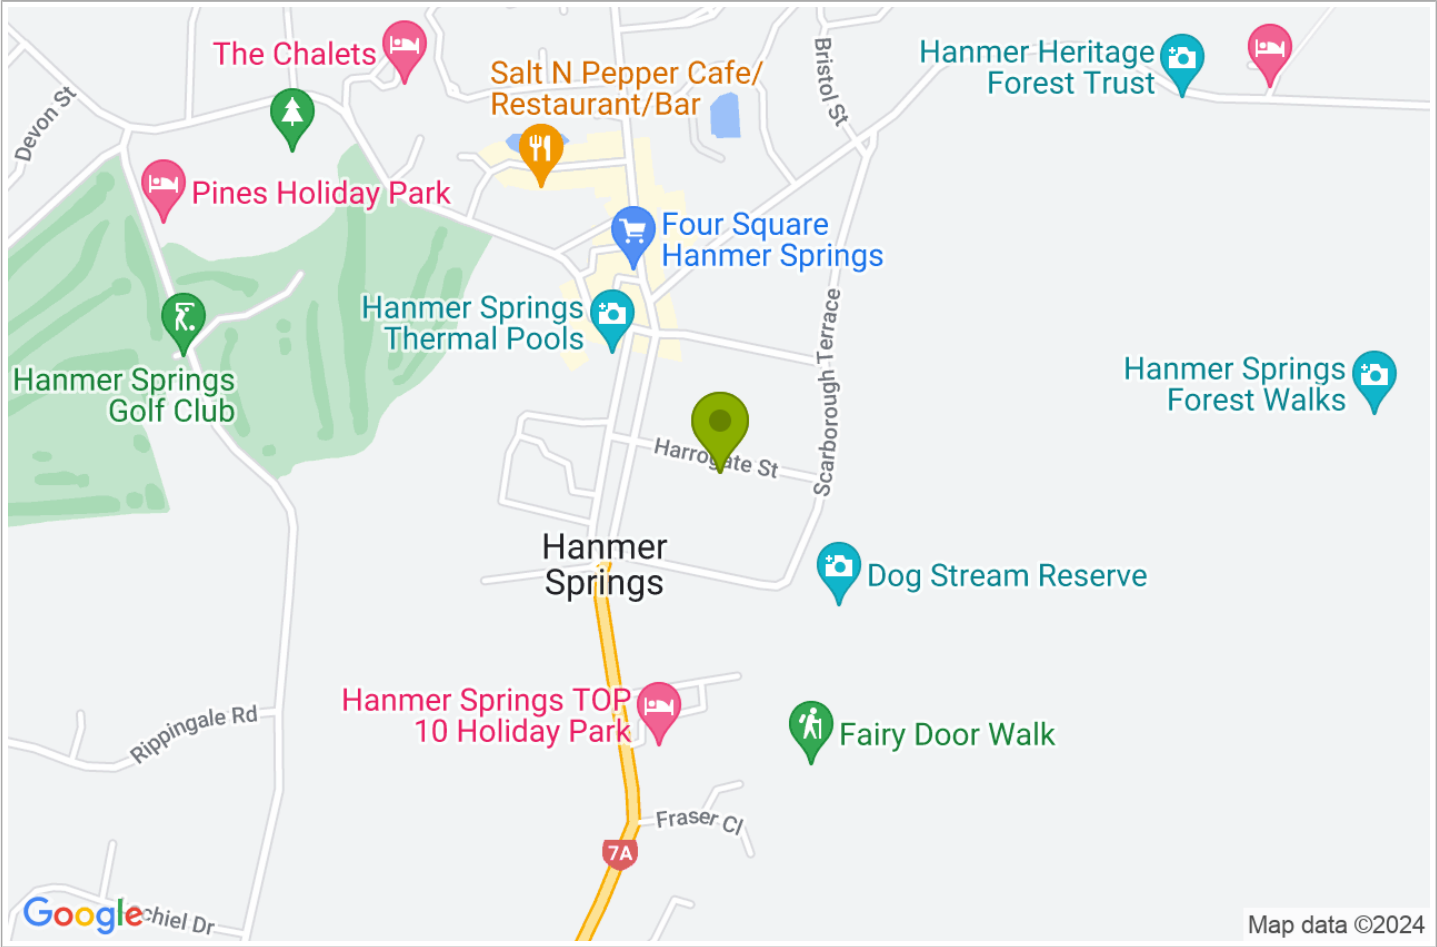 The Chalets
Salt N Pepper Cafe/
Restaurant/Bar
Bristol St
Hanmer Heritage
Forest Trust
Devon St
Pines Holiday Park
Four Square
Hanmer Springs
Hanmer Springs
Thermal Pools
Scarborough Terrace
Hanmer Springs
Golf Club
Hanmer Springs
Forest Walks
Harrogate St
Hanmer
Springs
Dog Stream Reserve
Hanmer Springs TOP
10 Holiday Park
Rippingale Rd
Fairy Door Walk
Fraser Cl
7A
Google
chiel Dr
Map data ©2024